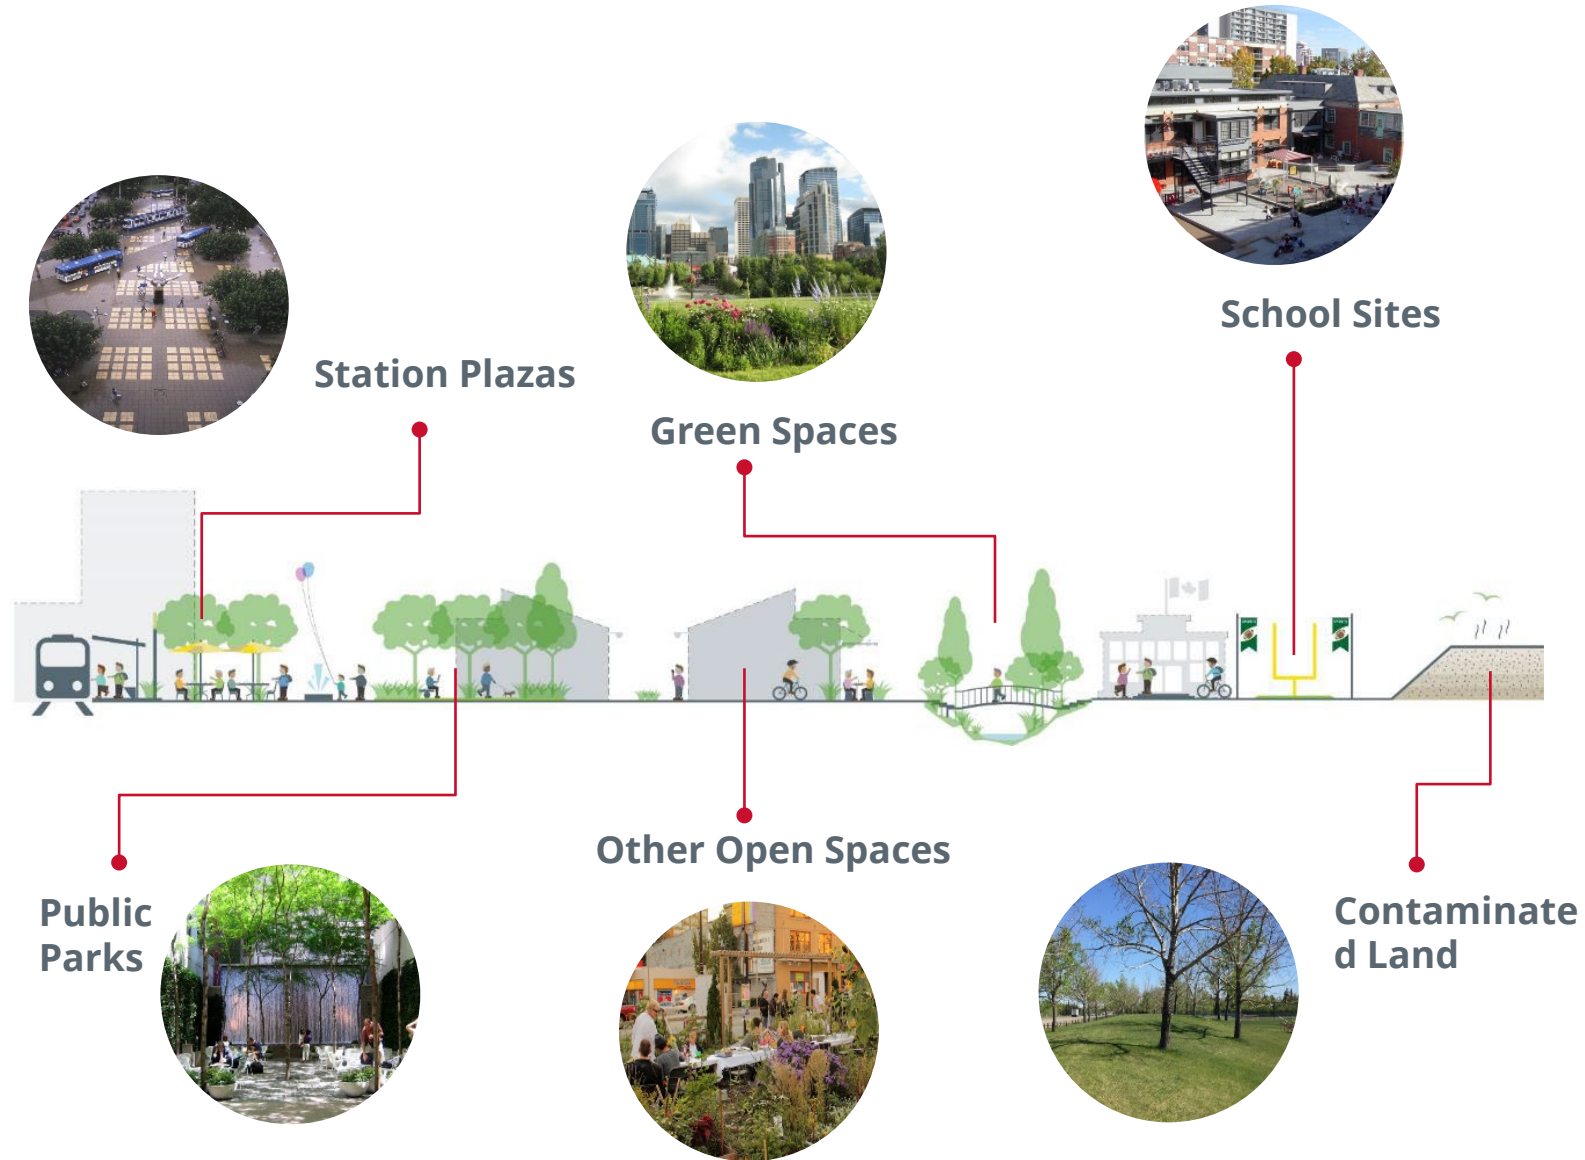 School Sites
Station Plazas
Green Spaces
Other Open Spaces
Public
Parks
Contaminate
d Land